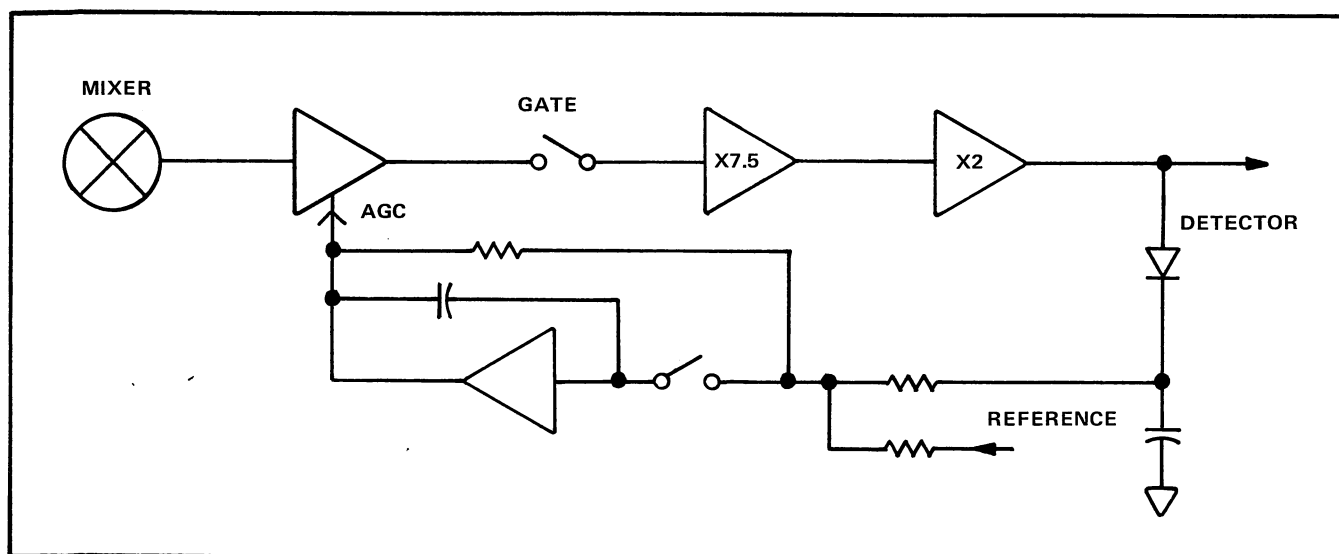 MIXER
GATE
X7.5
X2
AGC
DETECTOR
REFERENCE